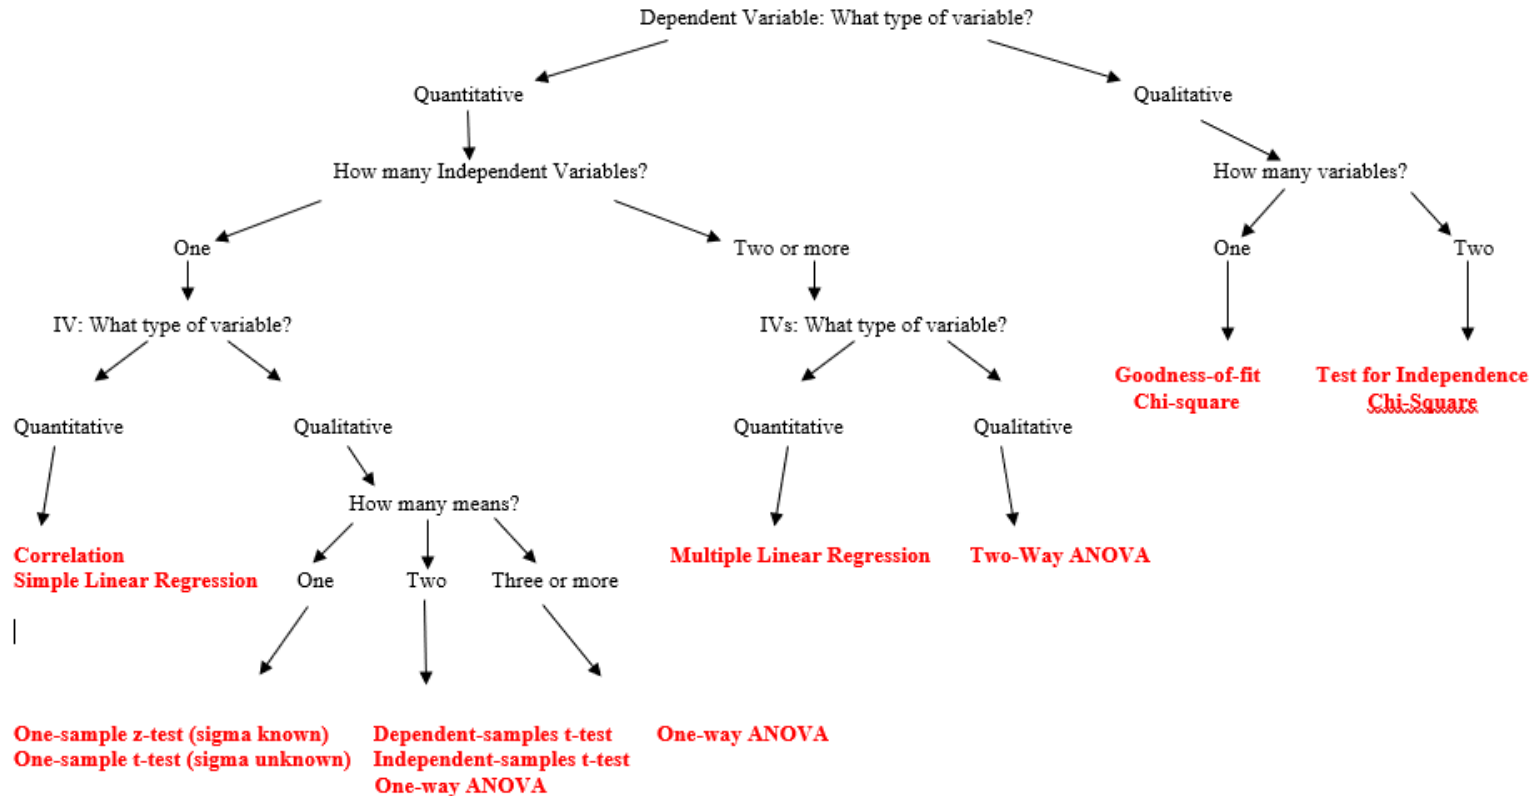 Dependent Variable: What type of variable?
Quantitative
Qualitative
How many Independent Variables?
How many variables?
One
Two or more
One
Two
IV: What type of variable?
IVs: What type of variable?
Goodness-of-fit
Chi-square
Test for Independence
Chi-Square
Quantitative
Qualitative
Quantitative
Qualitative
How many means?
Correlation
Simple Linear Regression
One
Two
Three or more
Multiple Linear Regression
Two-Way ANOVA
One-sample z-test (sigma known)
One-sample t-test (sigma unknown)
Dependent-samples t-test
Independent-samples t-test
One-way ANOVA
One-way ANOVA